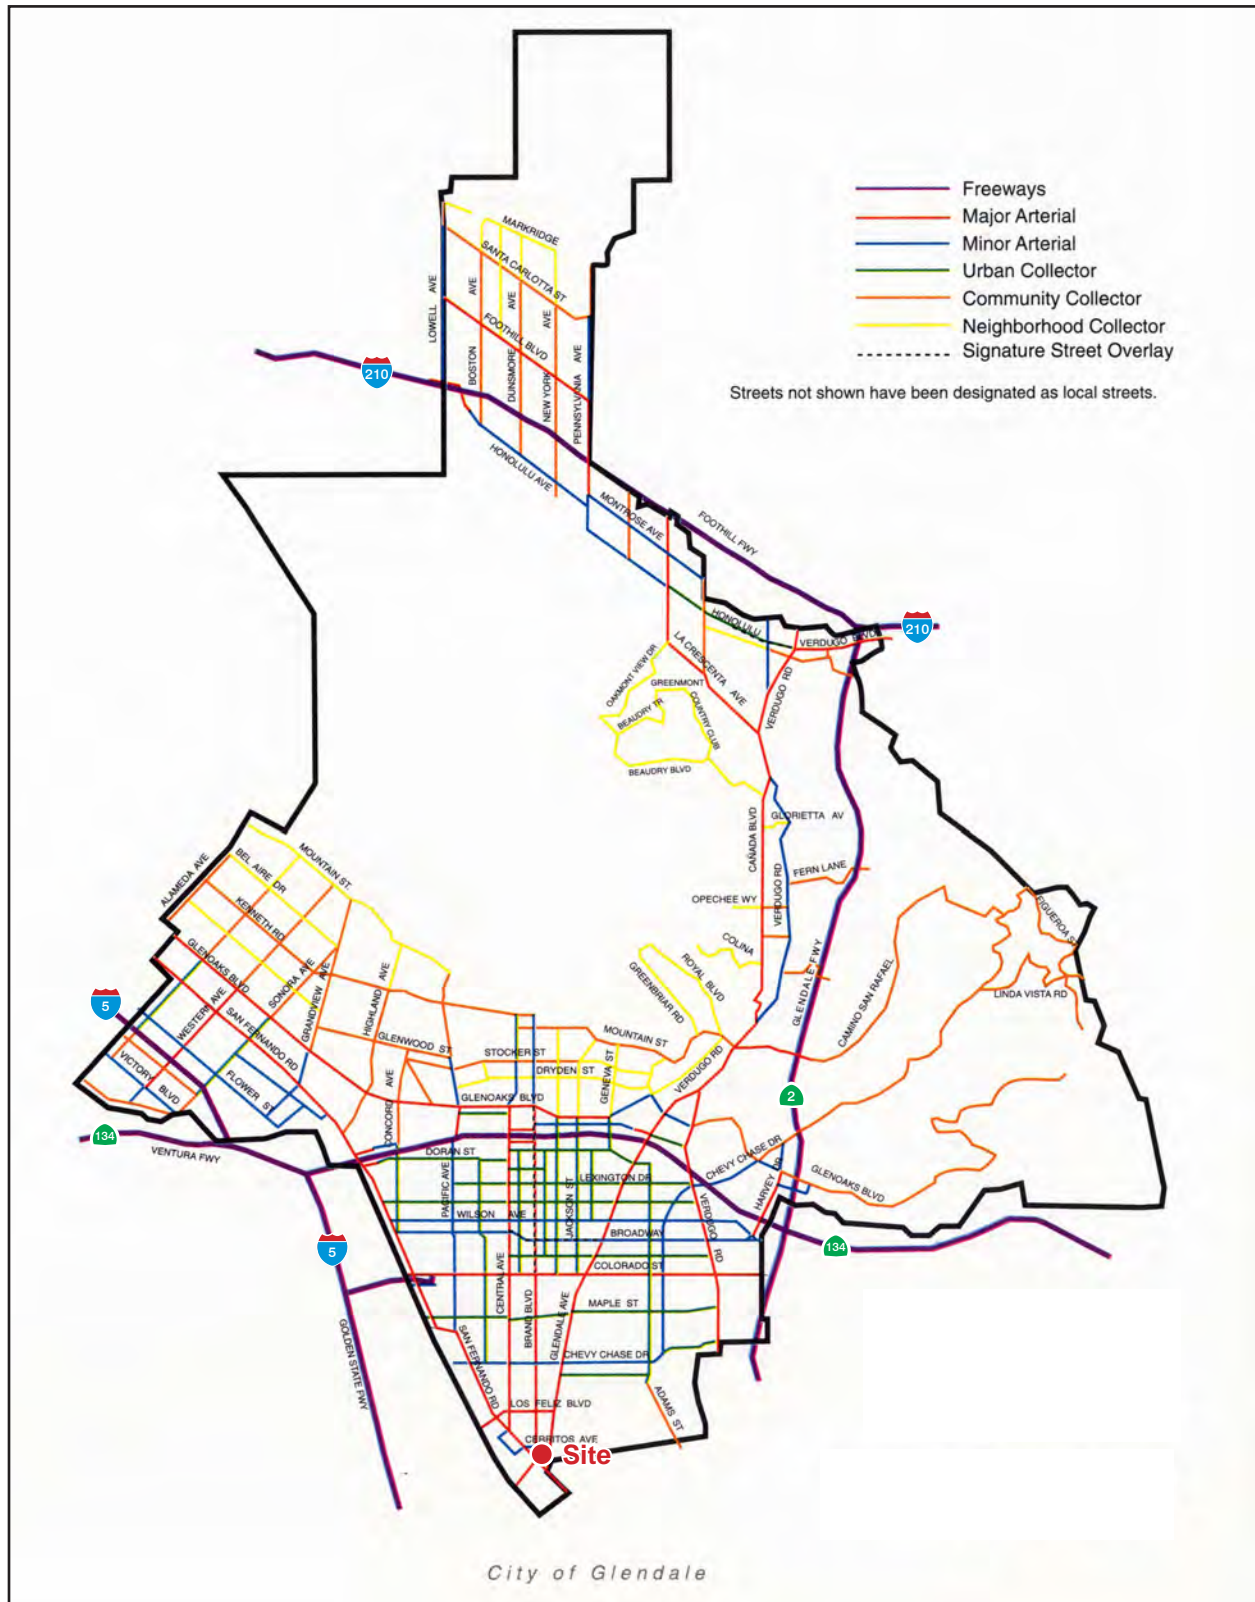 Freeways
Major Arterial
Minor Arterial
Urban Collector
Community Collector
Neighborhood Collector
Signature Street Overlay
Streets not shown have been designated as local streets.
MARKRIDGE
SANTA CARLOTTA ST
LOWELL AVE
BOSTON AVE
DUNSMORE AVE
NEW YORK AVE
PENNSYLVANIA AVE
FOOTHILL BLVD
210
HONOLULU AVE
MONTROSE AVE
FOOTHILL FWY
HONOLULU
VERDUGO BLVD
210
LA CRESCENTA AVE
OAKMONT VIEW DR
GREENMONT
BEAUDRY TR
COUNTRY CLUB
BEAUDRY BLVD
VERDUGO RD
CAÑADA BLVD
GLORIETTA AV
VERDUGO RD
FERN LANE
OPECHEE WY
COLINA
ROYAL BLVD
GREENBRIAR RD
GLENDALE FWY
CAMINO SAN RAFAEL
FIGUEROA ST
LINDA VISTA RD
ALAMEDA AVE
BEL AIRE DR
MOUNTAIN ST.
KENNETH RD
GLENOAKS BLVD
SONORA AVE
GRANDVIEW AVE
HIGHLAND AVE
WESTERN AVE
SAN FERNANDO RD
5
VICTORY BLVD
FLOWER ST
GLENWOOD ST
CONCORD AVE
STOCKER ST
DRYDEN ST
GENEVA ST
MOUNTAIN ST
VERDUGO RD
GLENOAKS BLVD
2
134
VENTURA FWY
DORAN ST
PACIFIC AVE
LEXINGTON DR
JACKSON ST
CHEVY CHASE DR
HARVEY DR
GLENOAKS BLVD
WILSON AVE
BROADWAY
VERDUGO RD
134
5
COLORADO ST
CENTRAL AVE
BRAND BLVD
GLENDALE AVE
MAPLE ST
GOLDEN STATE FWY
SAN FERNANDO RD
CHEVY CHASE DR
LOS FELIZ BLVD
ADAMS ST
CERRITOS AVE
Site
City of Glendale